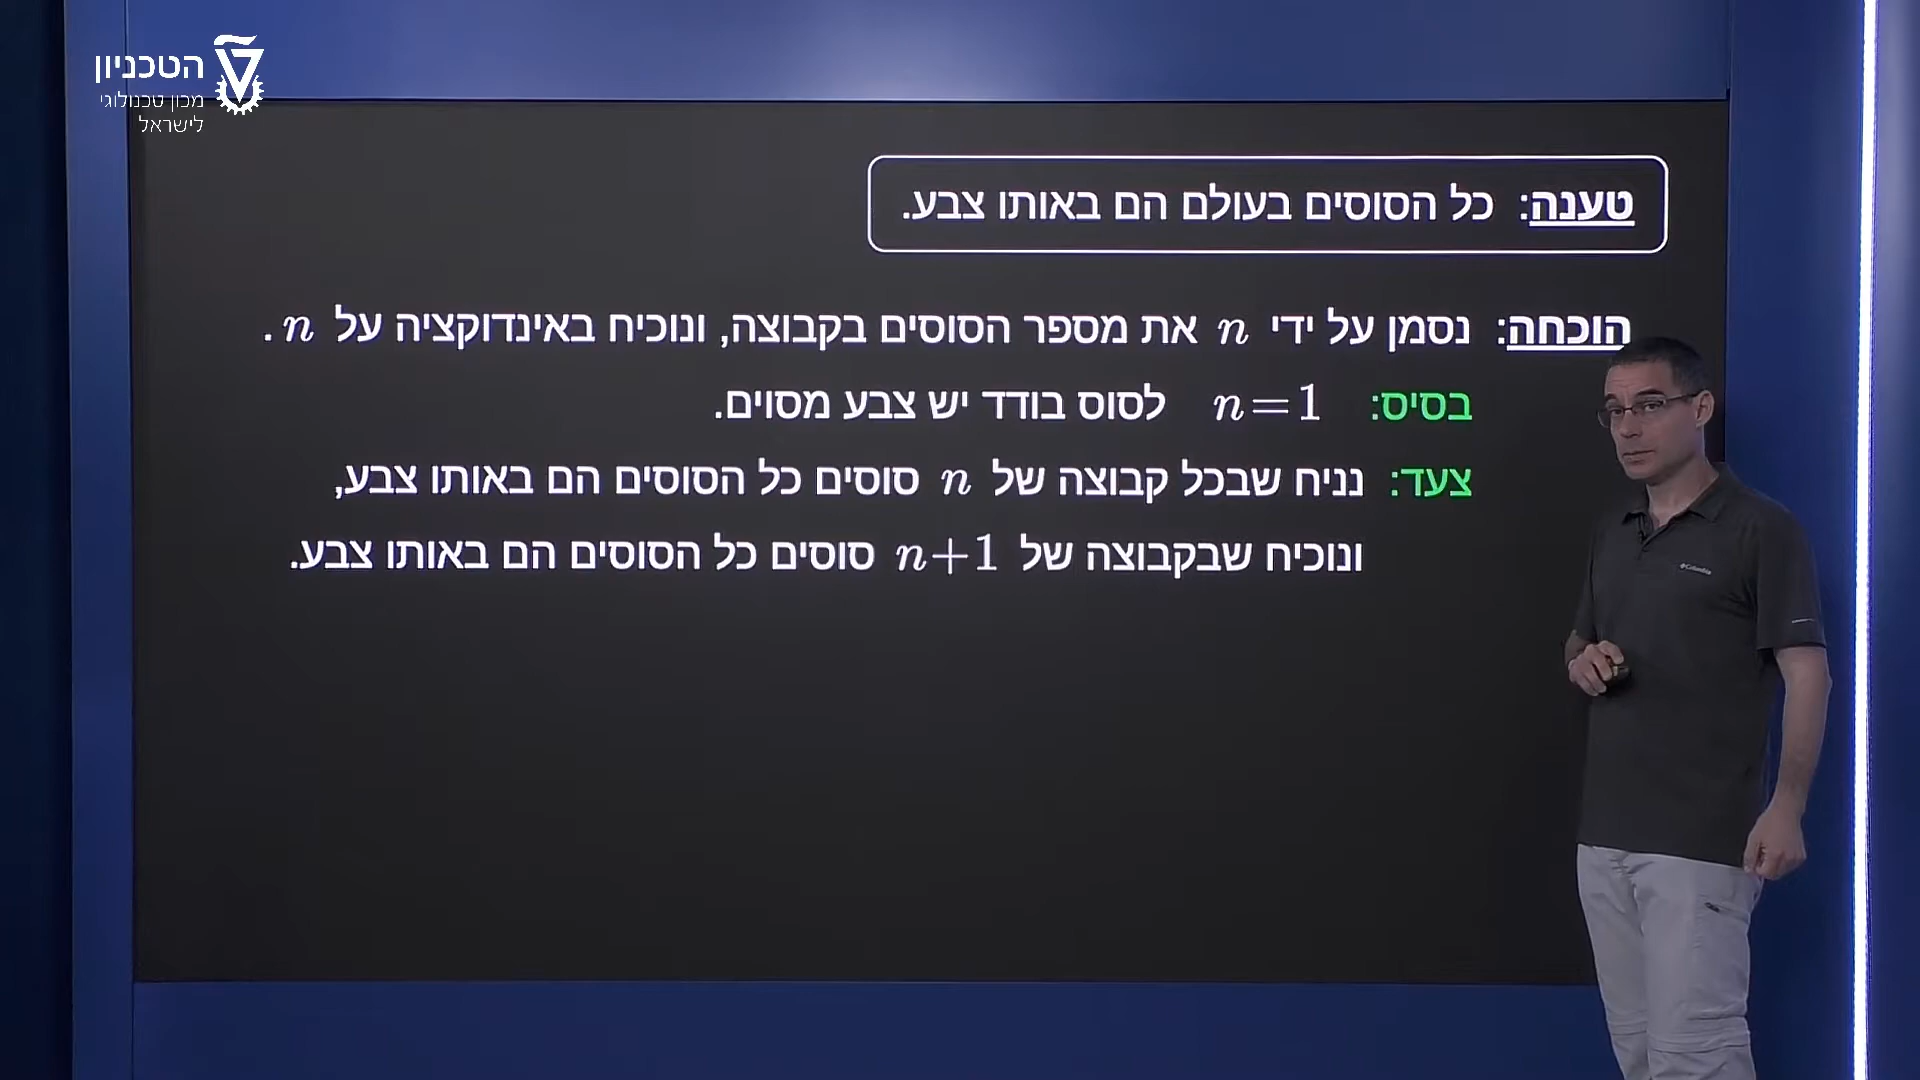 הטכניון
מכון טכנולוגי
לישראל
טענה: כל הסוסים בעולם הם באותו צבע.
הוכחה: נסמן על ידי n את מספר הסוסים בקבוצה, ונוכיח באינדוקציה על n.
בסיס: n=1 לסוס בודד יש צבע מסוים.
צעד: נניח שבכל קבוצה של n סוסים כל הסוסים הם באותו צבע,
ונוכיח שבקבוצה של n+1 סוסים כל הסוסים הם באותו צבע.
Columbia